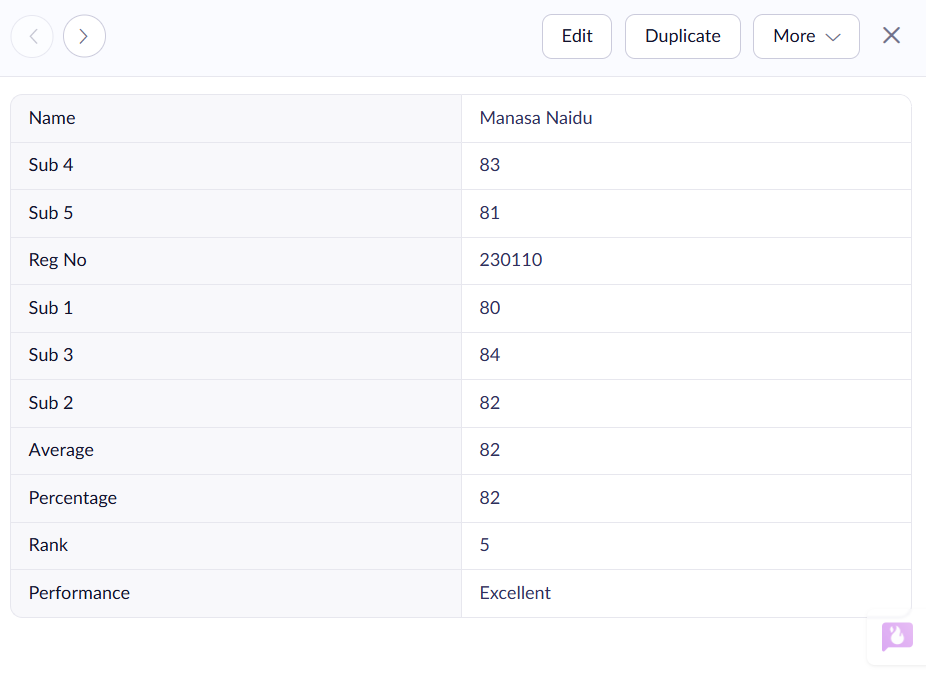 Edit Duplicate More
Name Manasa Naidu
Sub 4 83
Sub 5 81
Reg No 230110
Sub 1 80
Sub 3 84
Sub 2 82
Average 82
Percentage 82
Rank 5
Performance Excellent